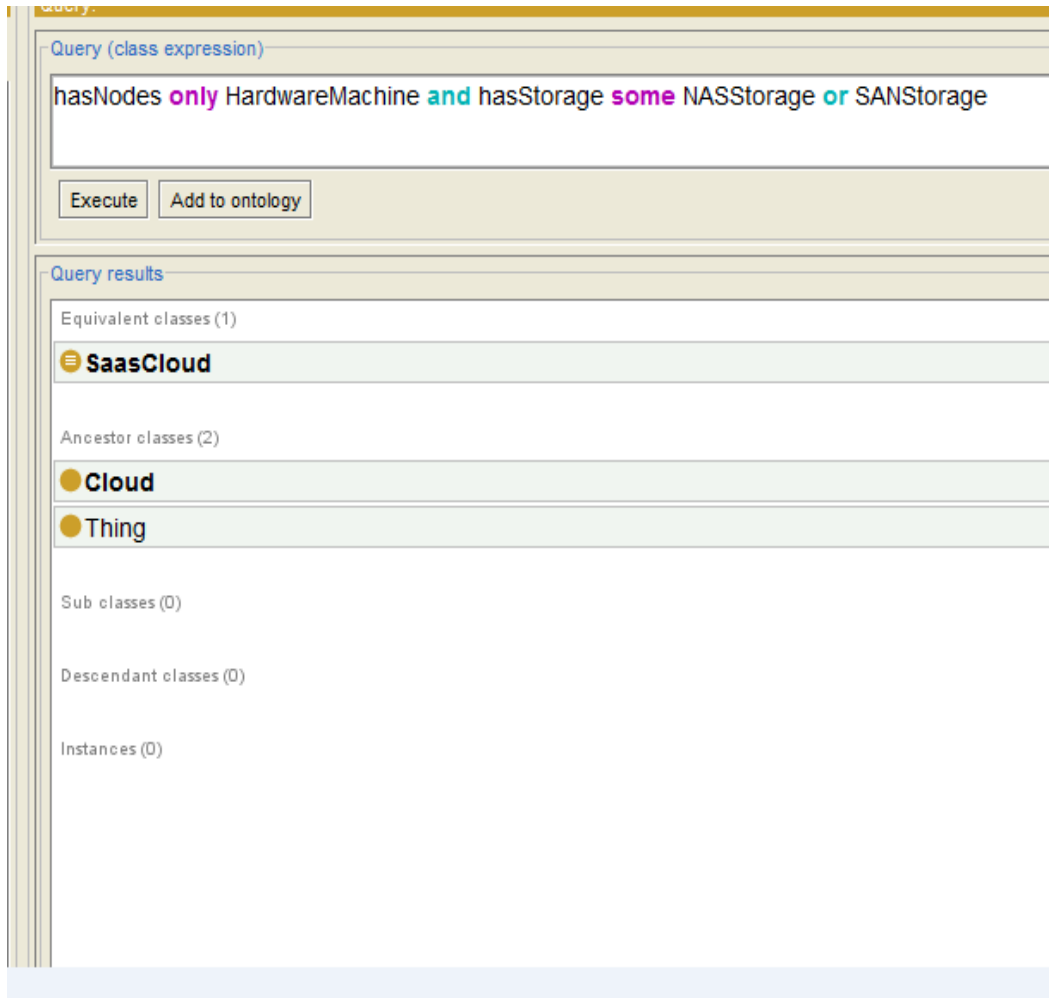 Query:
Query (class expression)
hasNodes only HardwareMachine and hasStorage some NASStorage or SANStorage
Execute Add to ontology
Query results
Equivalent classes (1)
SaasCloud
Ancestor classes (2)
Cloud
Thing
Sub classes (0)
Descendant classes (0)
Instances (0)